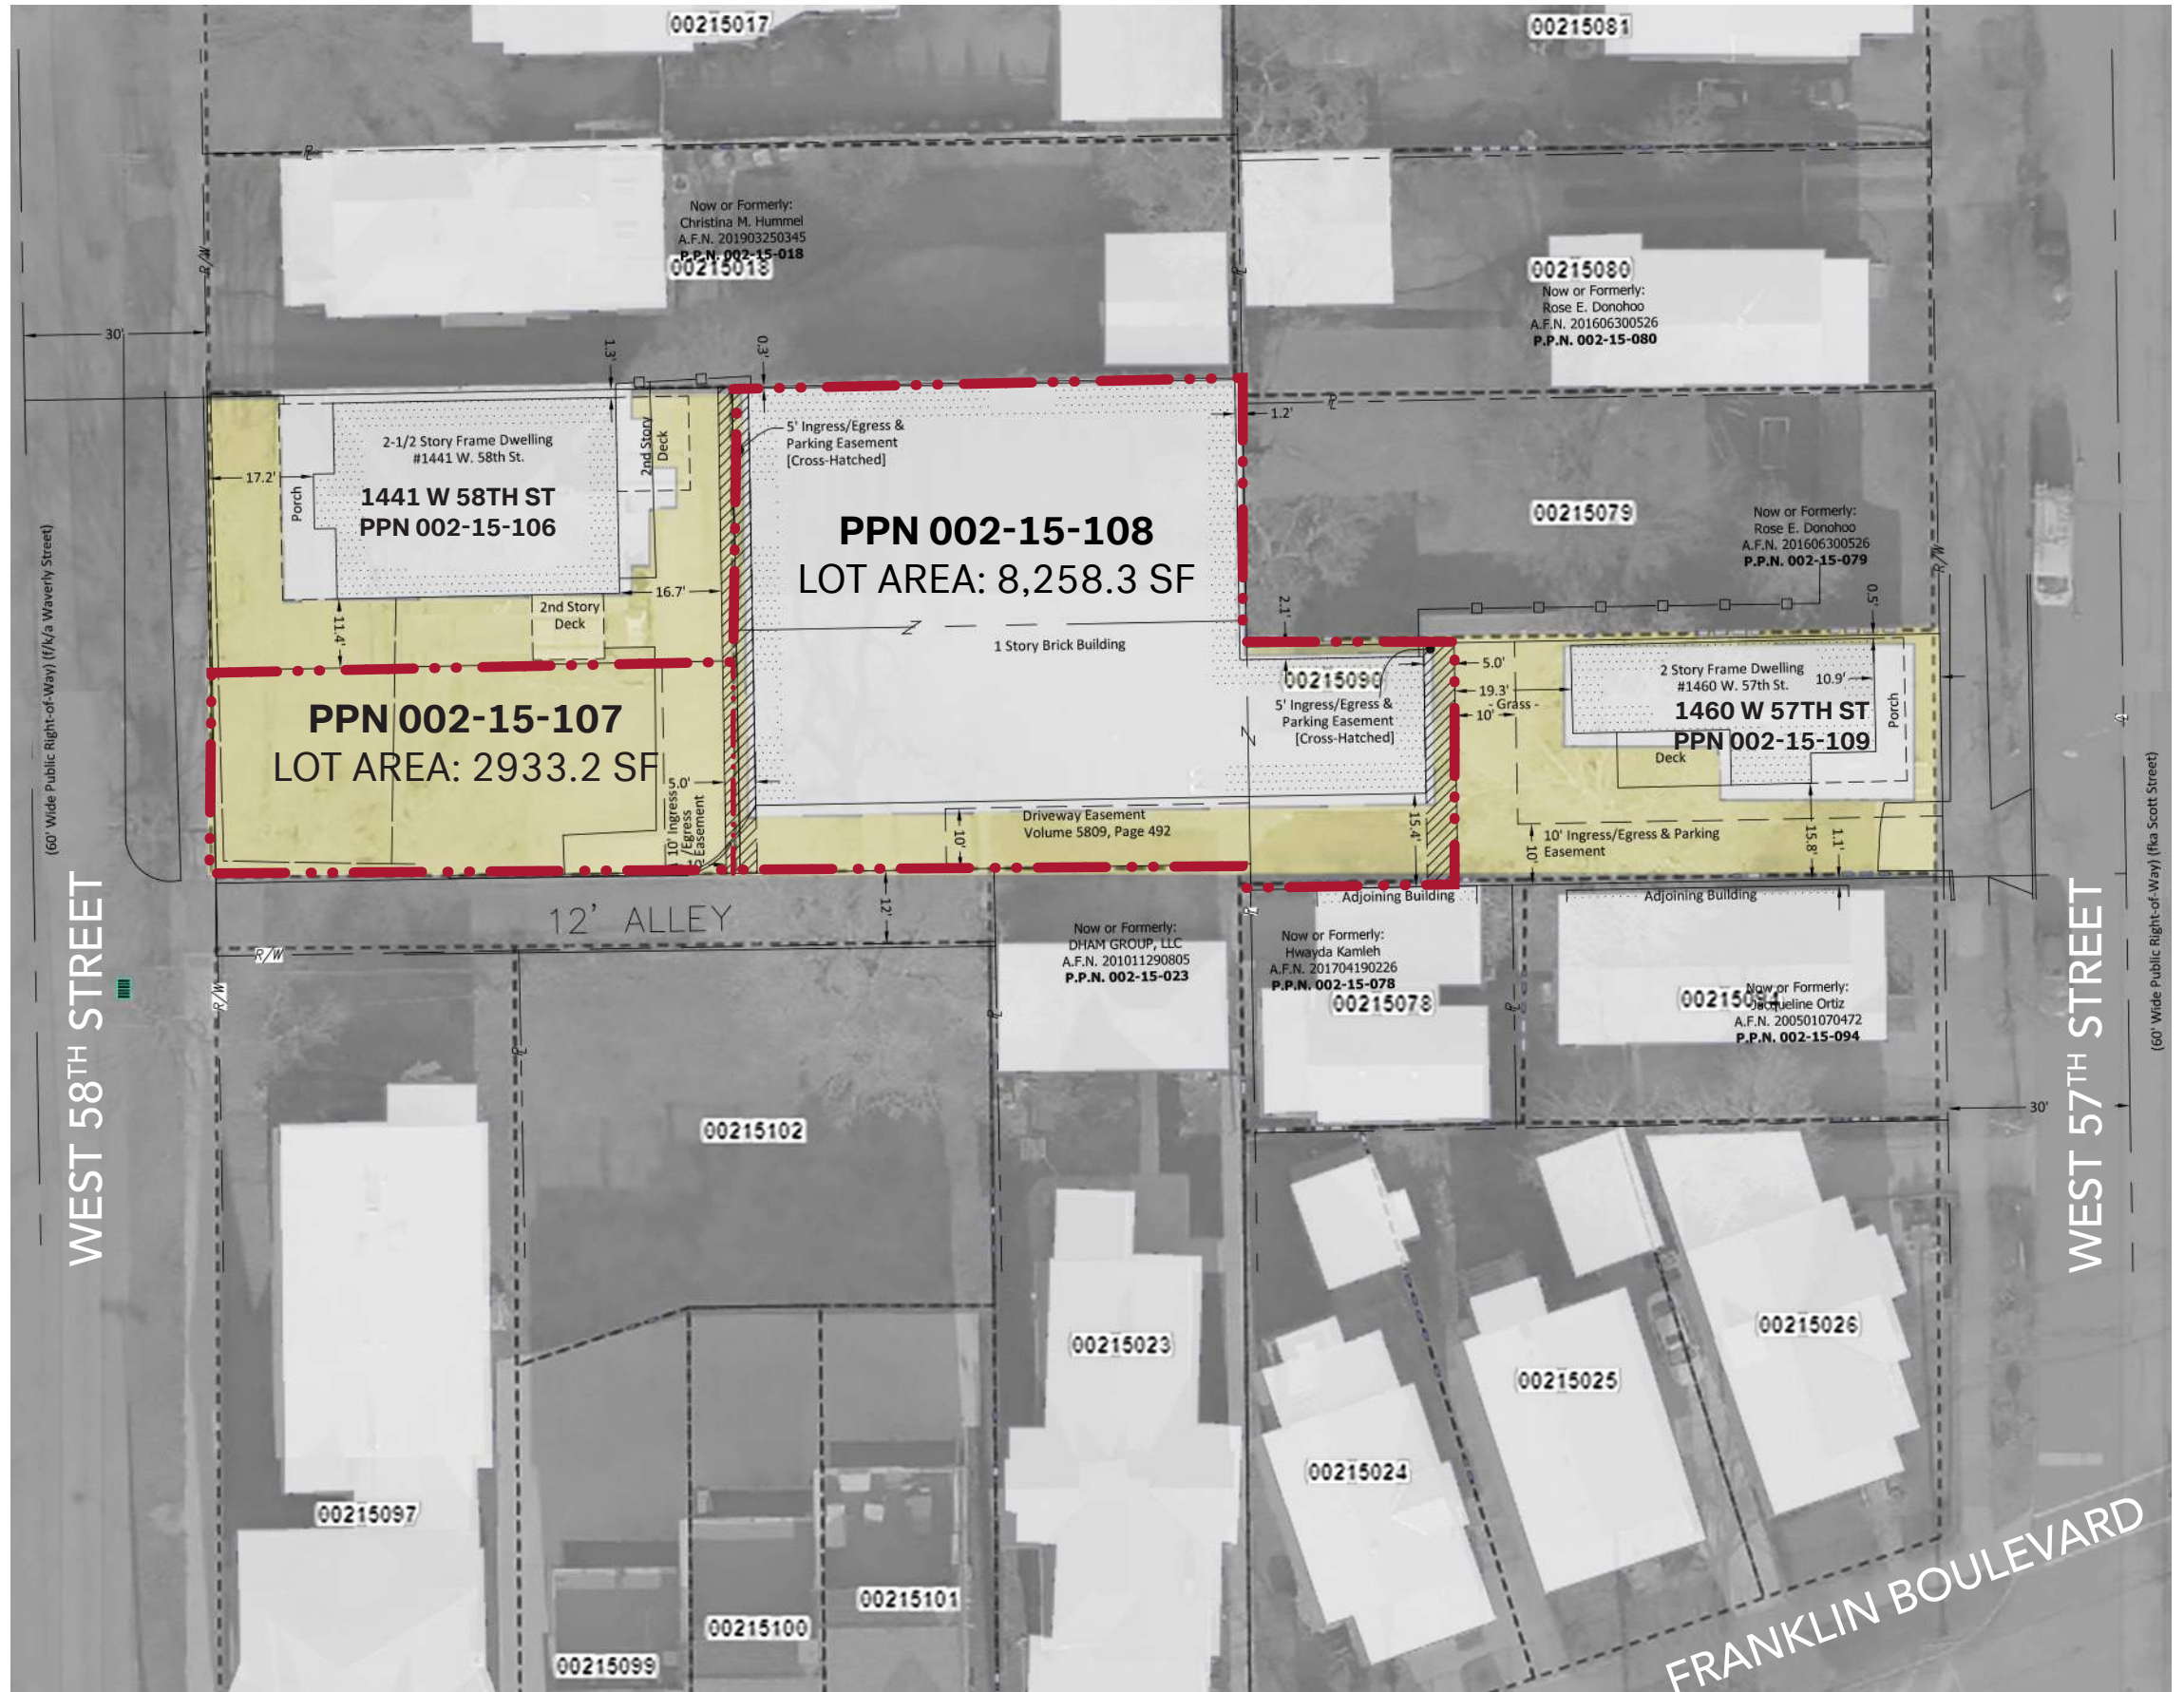 00215017
00215081
Now or Formerly:
Christina M. Hummel
A.F.N. 201903250345
P.P.N. 002-15-018
00215018
00215080
Now or Formerly:
Rose E. Donohoo
A.F.N. 201606300526
P.P.N. 002-15-080
R/W
30'
1.3'
0.3'
2-1/2 Story Frame Dwelling
#1441 W. 58th St.
1441 W 58TH ST
PPN 002-15-106
17.2'
Porch
2nd Story
Deck
5' Ingress/Egress &
Parking Easement
[Cross-Hatched]
1.2'
PPN 002-15-108
LOT AREA: 8,258.3 SF
00215079
Now or Formerly:
Rose E. Donohoo
A.F.N. 201606300526
P.P.N. 002-15-079
R/W
16.7'
11.4'
2nd Story
Deck
1 Story Brick Building
2.1'
0.5'
00215090
5' Ingress/Egress &
Parking Easement
[Cross-Hatched]
5.0'
19.3'
- Grass -
10'
2 Story Frame Dwelling
#1460 W. 57th St.
10.9'
1460 W 57TH ST
PPN 002-15-109
Porch
Deck
PPN 002-15-107
LOT AREA: 2933.2 SF
5.0'
10' Ingress
/Egress
Easement
10'
10'
Driveway Easement
Volume 5809, Page 492
15.4'
10'
10' Ingress/Egress & Parking
Easement
15.8'
1.1'
(60' Wide Public Right-of-Way) (f/k/a Waverly Street)
WEST 58TH STREET
12' ALLEY
12'
R/W
R/W
Now or Formerly:
DHAM GROUP, LLC
A.F.N. 201011290805
P.P.N. 002-15-023
Adjoining Building
Now or Formerly:
Hwayda Kamleh
A.F.N. 201704190226
P.P.N. 002-15-078
00215078
Adjoining Building
00215094
Now or Formerly:
Jacqueline Ortiz
A.F.N. 200501070472
P.P.N. 002-15-094
(60' Wide Public Right-of-Way) (fka Scott Street)
WEST 57TH STREET
30'
00215102
00215023
00215026
00215025
00215024
00215097
00215101
00215100
00215099
FRANKLIN BOULEVARD